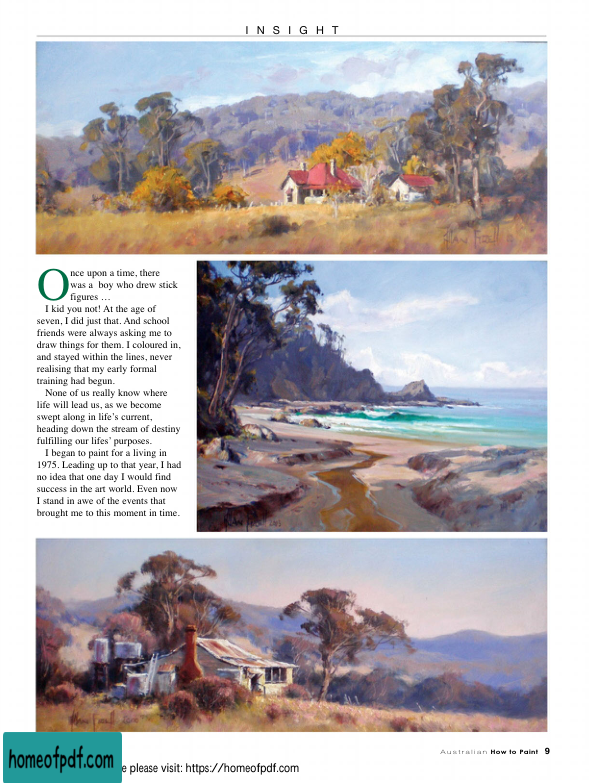 INSIGHT
Once upon a time, there
was a  boy who drew stick
figures …
I kid you not! At the age of
seven, I did just that. And school
friends were always asking me to
draw things for them. I coloured in,
and stayed within the lines, never
realising that my early formal
training had begun.
None of us really know where
life will lead us, as we become
swept along in life's current,
heading down the stream of destiny
fulfilling our lifes' purposes.
I began to paint for a living in
1975. Leading up to that year, I had
no idea that one day I would find
success in the art world. Even now
I stand in awe of the events that
brought me to this moment in time.
Australian How to Paint 9
homeofpdf.com
e please visit: https://homeofpdf.com